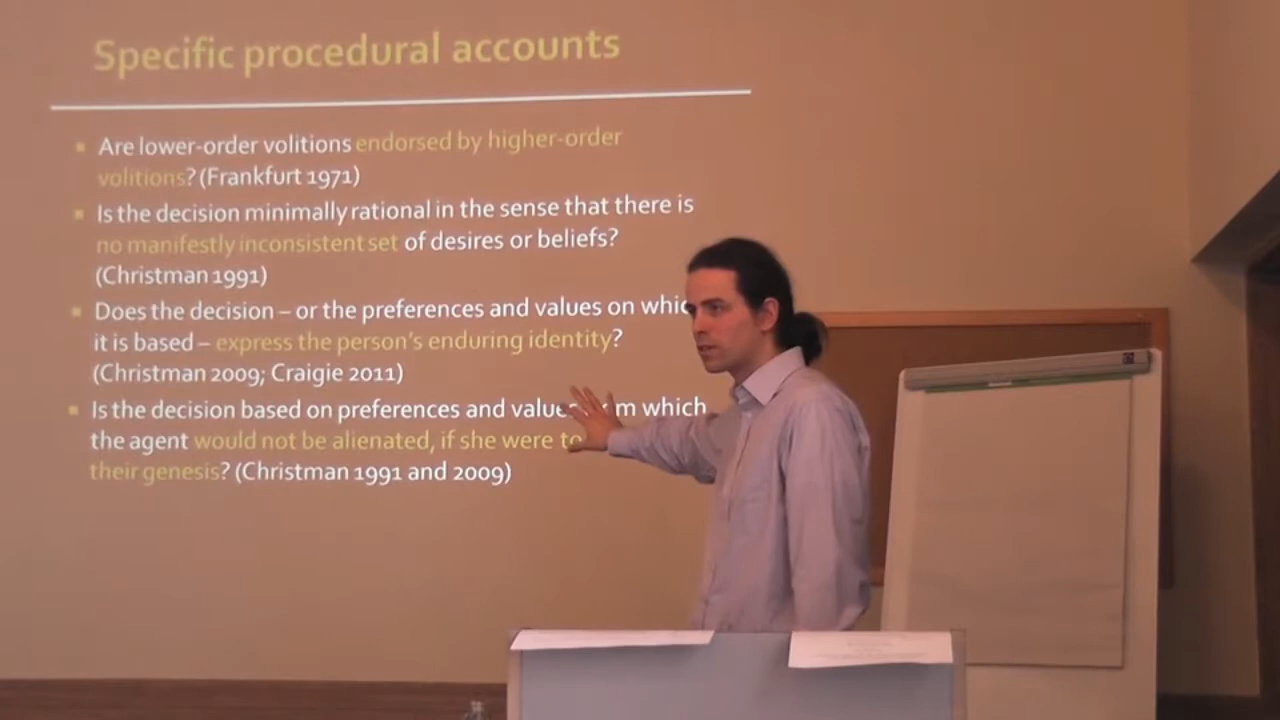 Specific procedural accounts
Are lower-order volitions endorsed by higher-order
volitions? (Frankfurt 1971)
Is the decision minimally rational in the sense that there is
no manifestly inconsistent set of desires or beliefs?
(Christman 1991)
Does the decision – or the preferences and values on
it is based – express the person's enduring identity?
(Christman 2009; Craigie 2011)
Is the decision based on preferences and which
the agent would not be alienated, if she were to
their genesis? (Christman 1991 and 2009)